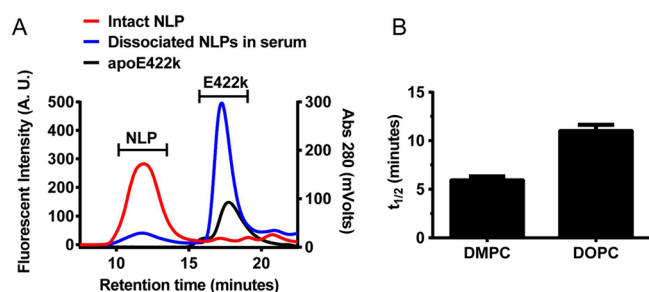 A
Intact NLP
Dissociated NLPs in serum
apoE422k
Fluorescent Intensity (A. U.)
500
400
300
200
100
0
NLP
E422k
300
200
100
0
Abs 280 (mVolts)
10 15 20
Retention time (minutes)
B
t1/2 (minutes)
15
10
5
0
DMPC DOPC